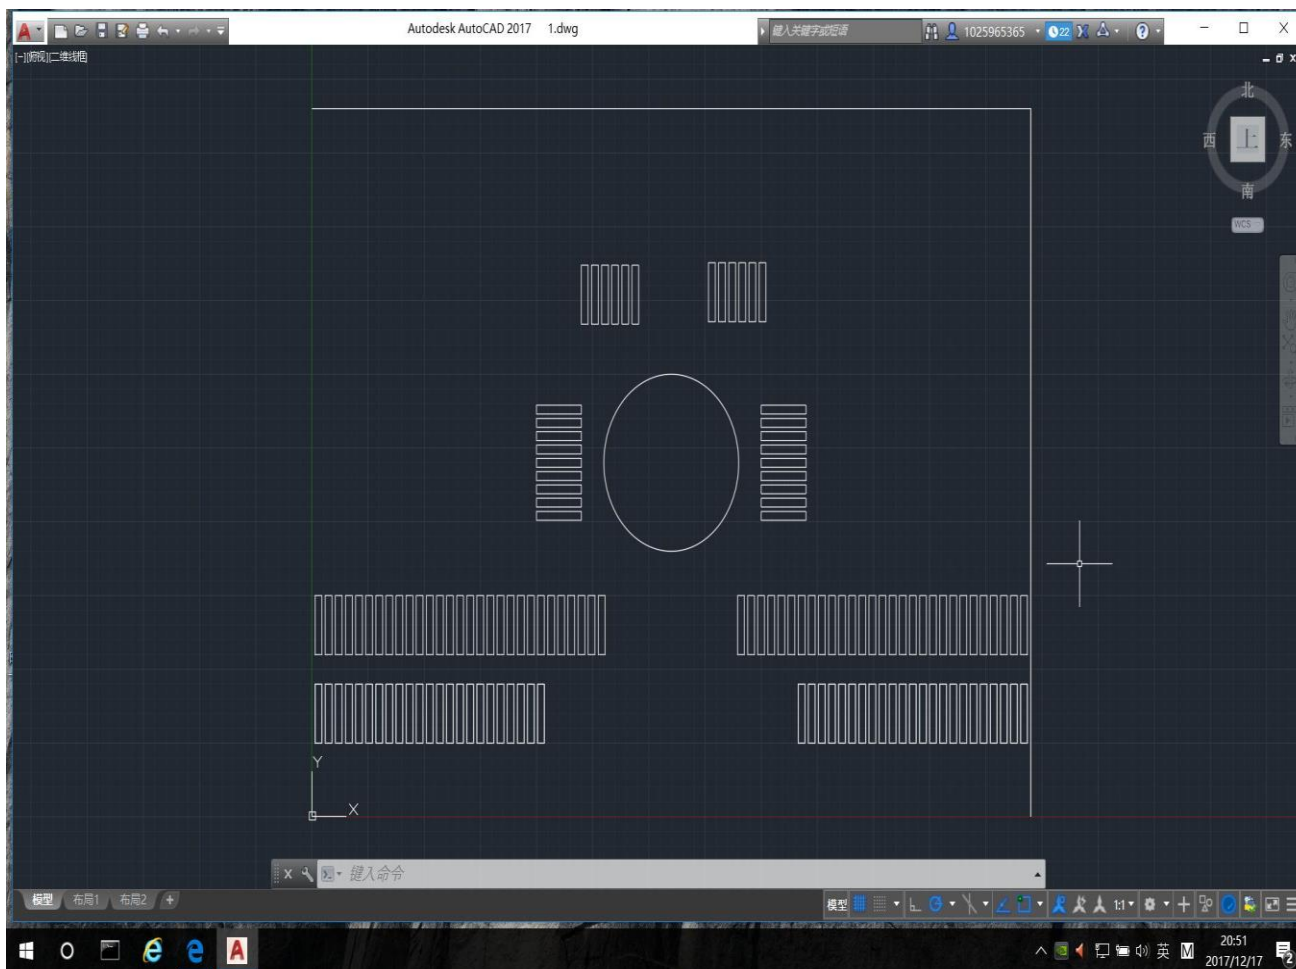 Autodesk AutoCAD 2017 1.dwg
键入关键字或短语
1025965365
22
[-][俯视][二维线框]
北
西 上 东
南
WCS
Y
X
键入命令
模型 布局1 布局2 +
模型
1:1
英 M
20:51
2017/12/17
2